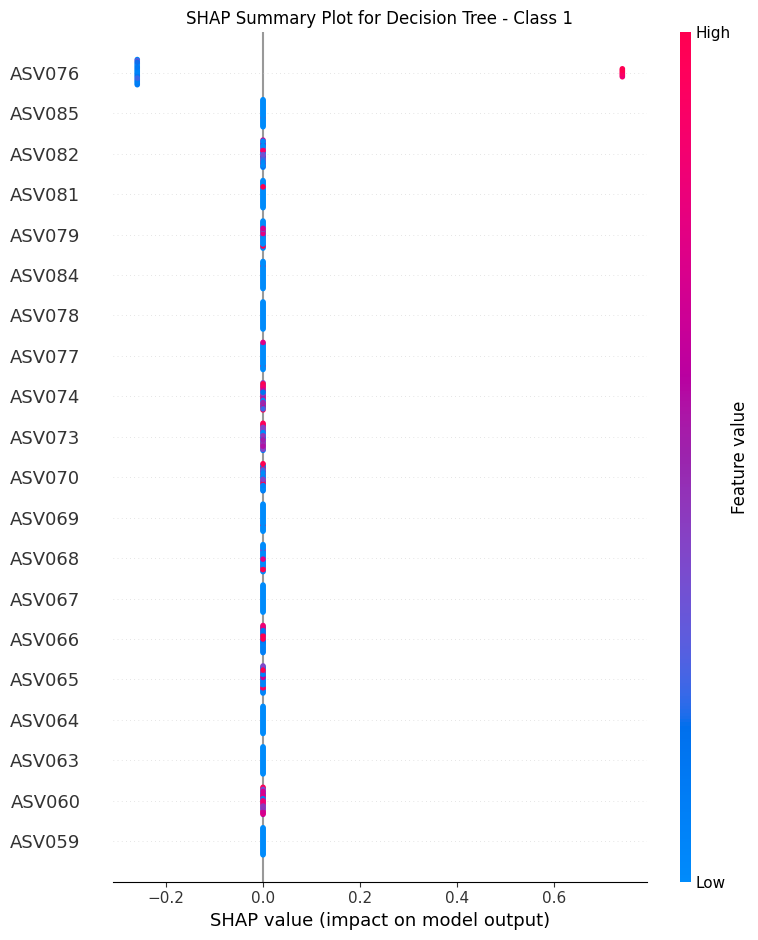 SHAP Summary Plot for Decision Tree - Class 1
High
ASV076
ASV085
ASV082
ASV081
ASV079
ASV084
ASV078
ASV077
ASV074
ASV073
ASV070
ASV069
ASV068
ASV067
ASV066
ASV065
ASV064
ASV063
ASV060
ASV059
Feature value
Low
−0.2 0.0 0.2 0.4 0.6
SHAP value (impact on model output)